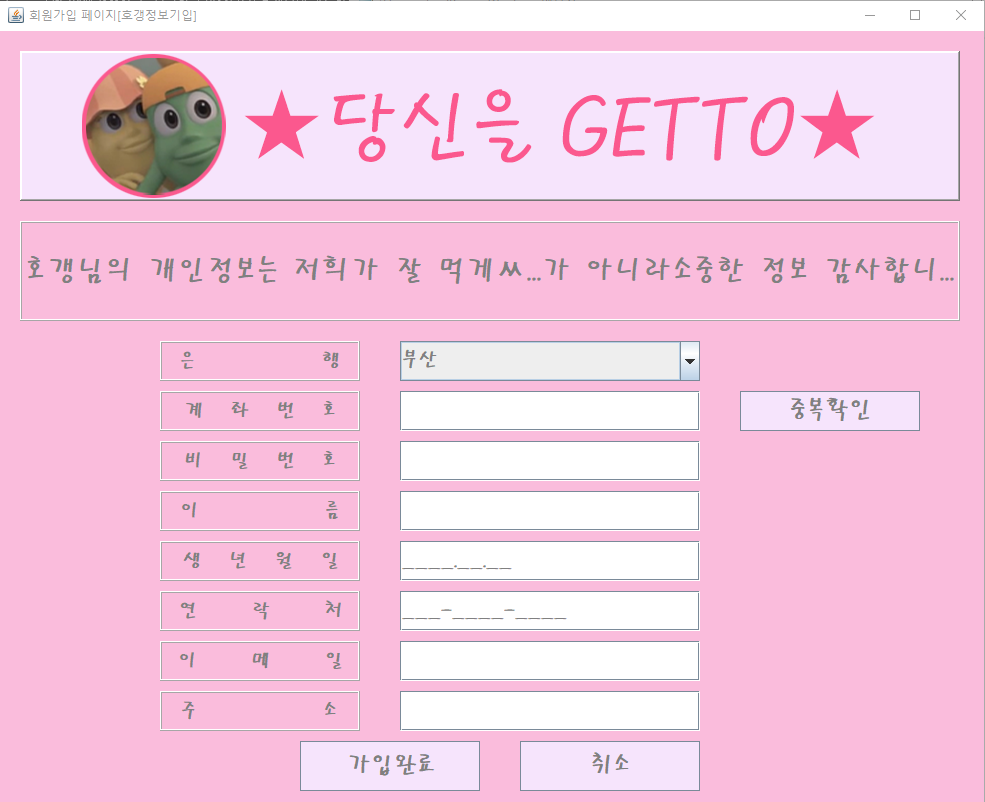 회원가입 페이지[호갱정보기입]
★당신을 GETTO★
호갱님의 개인정보는 저희가 잘 먹게ㅆ...가 아니라소중한 정보 감사합니...
은 행 부산
계 좌 번 호 중복확인
비 밀 번 호
이 름
생 년 월 일 ____.__.__
연 락 처 ___-____-____
이 메 일
주 소
가입완료 취소